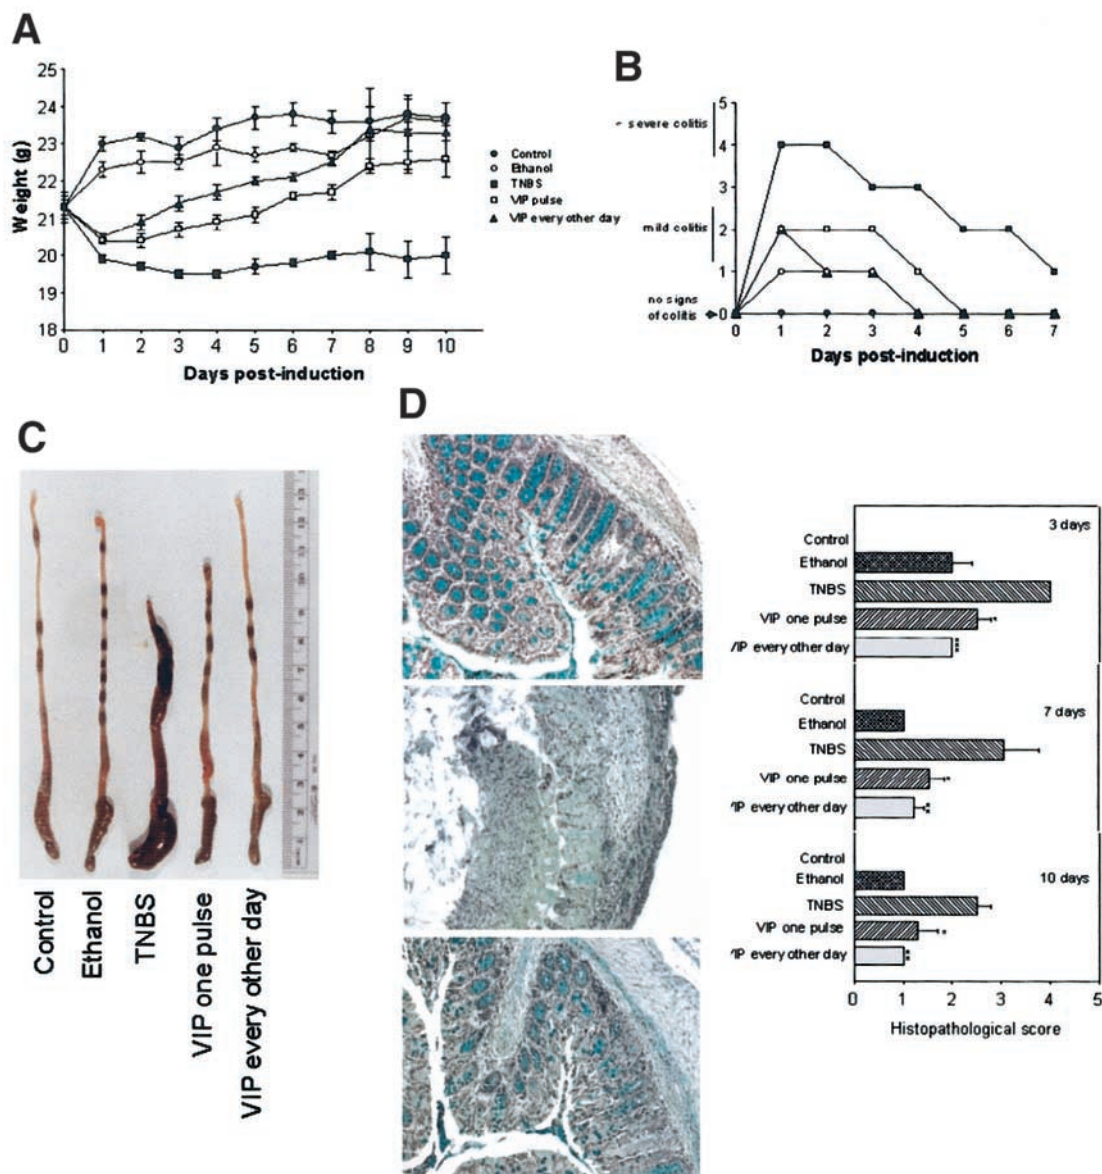 A
25
24
23
22
21
20
19
18
Weight (g)
0 1 2 3 4 5 6 7 8 9 10
Days post-induction
Control
Ethanol
TNBS
VIP pulse
VIP every other day
B
severe colitis
mild colitis
no signs
of colitis
5
4
3
2
1
0
0 1 2 3 4 5 6 7
Days post-induction
C
Control
Ethanol
TNBS
VIP one pulse
VIP every other day
D
3 days
Control
Ethanol
TNBS
VIP one pulse *
VIP every other day
7 days
Control
Ethanol
TNBS
VIP one pulse *
VIP every other day **
10 days
Control
Ethanol
TNBS
VIP one pulse *
VIP every other day
0 1 2 3 4 5
Histopathological score